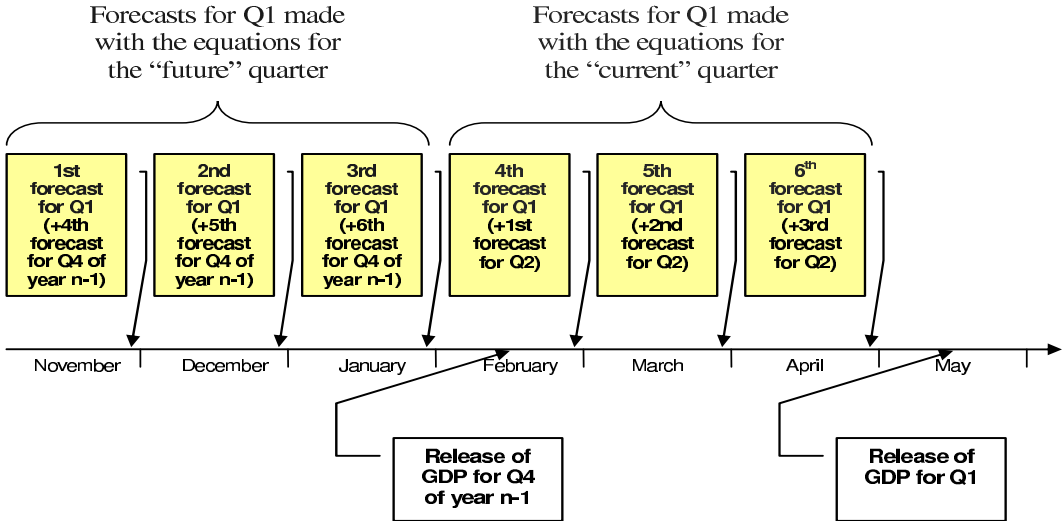 Forecasts for Q1 made
with the equations for
the “future” quarter
Forecasts for Q1 made
with the equations for
the “current” quarter
1st
forecast
for Q1
(+4th
forecast
for Q4 of
year n-1)
2nd
forecast
for Q1
(+5th
forecast
for Q4 of
year n-1)
3rd
forecast
for Q1
(+6th
forecast
for Q4 of
year n-1)
4th
forecast
for Q1
(+1st
forecast
for Q2)
5th
forecast
for Q1
(+2nd
forecast
for Q2)
6th
forecast
for Q1
(+3rd
forecast
for Q2)
November
December
January
February
March
April
May
Release of
GDP for Q4
of year n-1
Release of
GDP for Q1